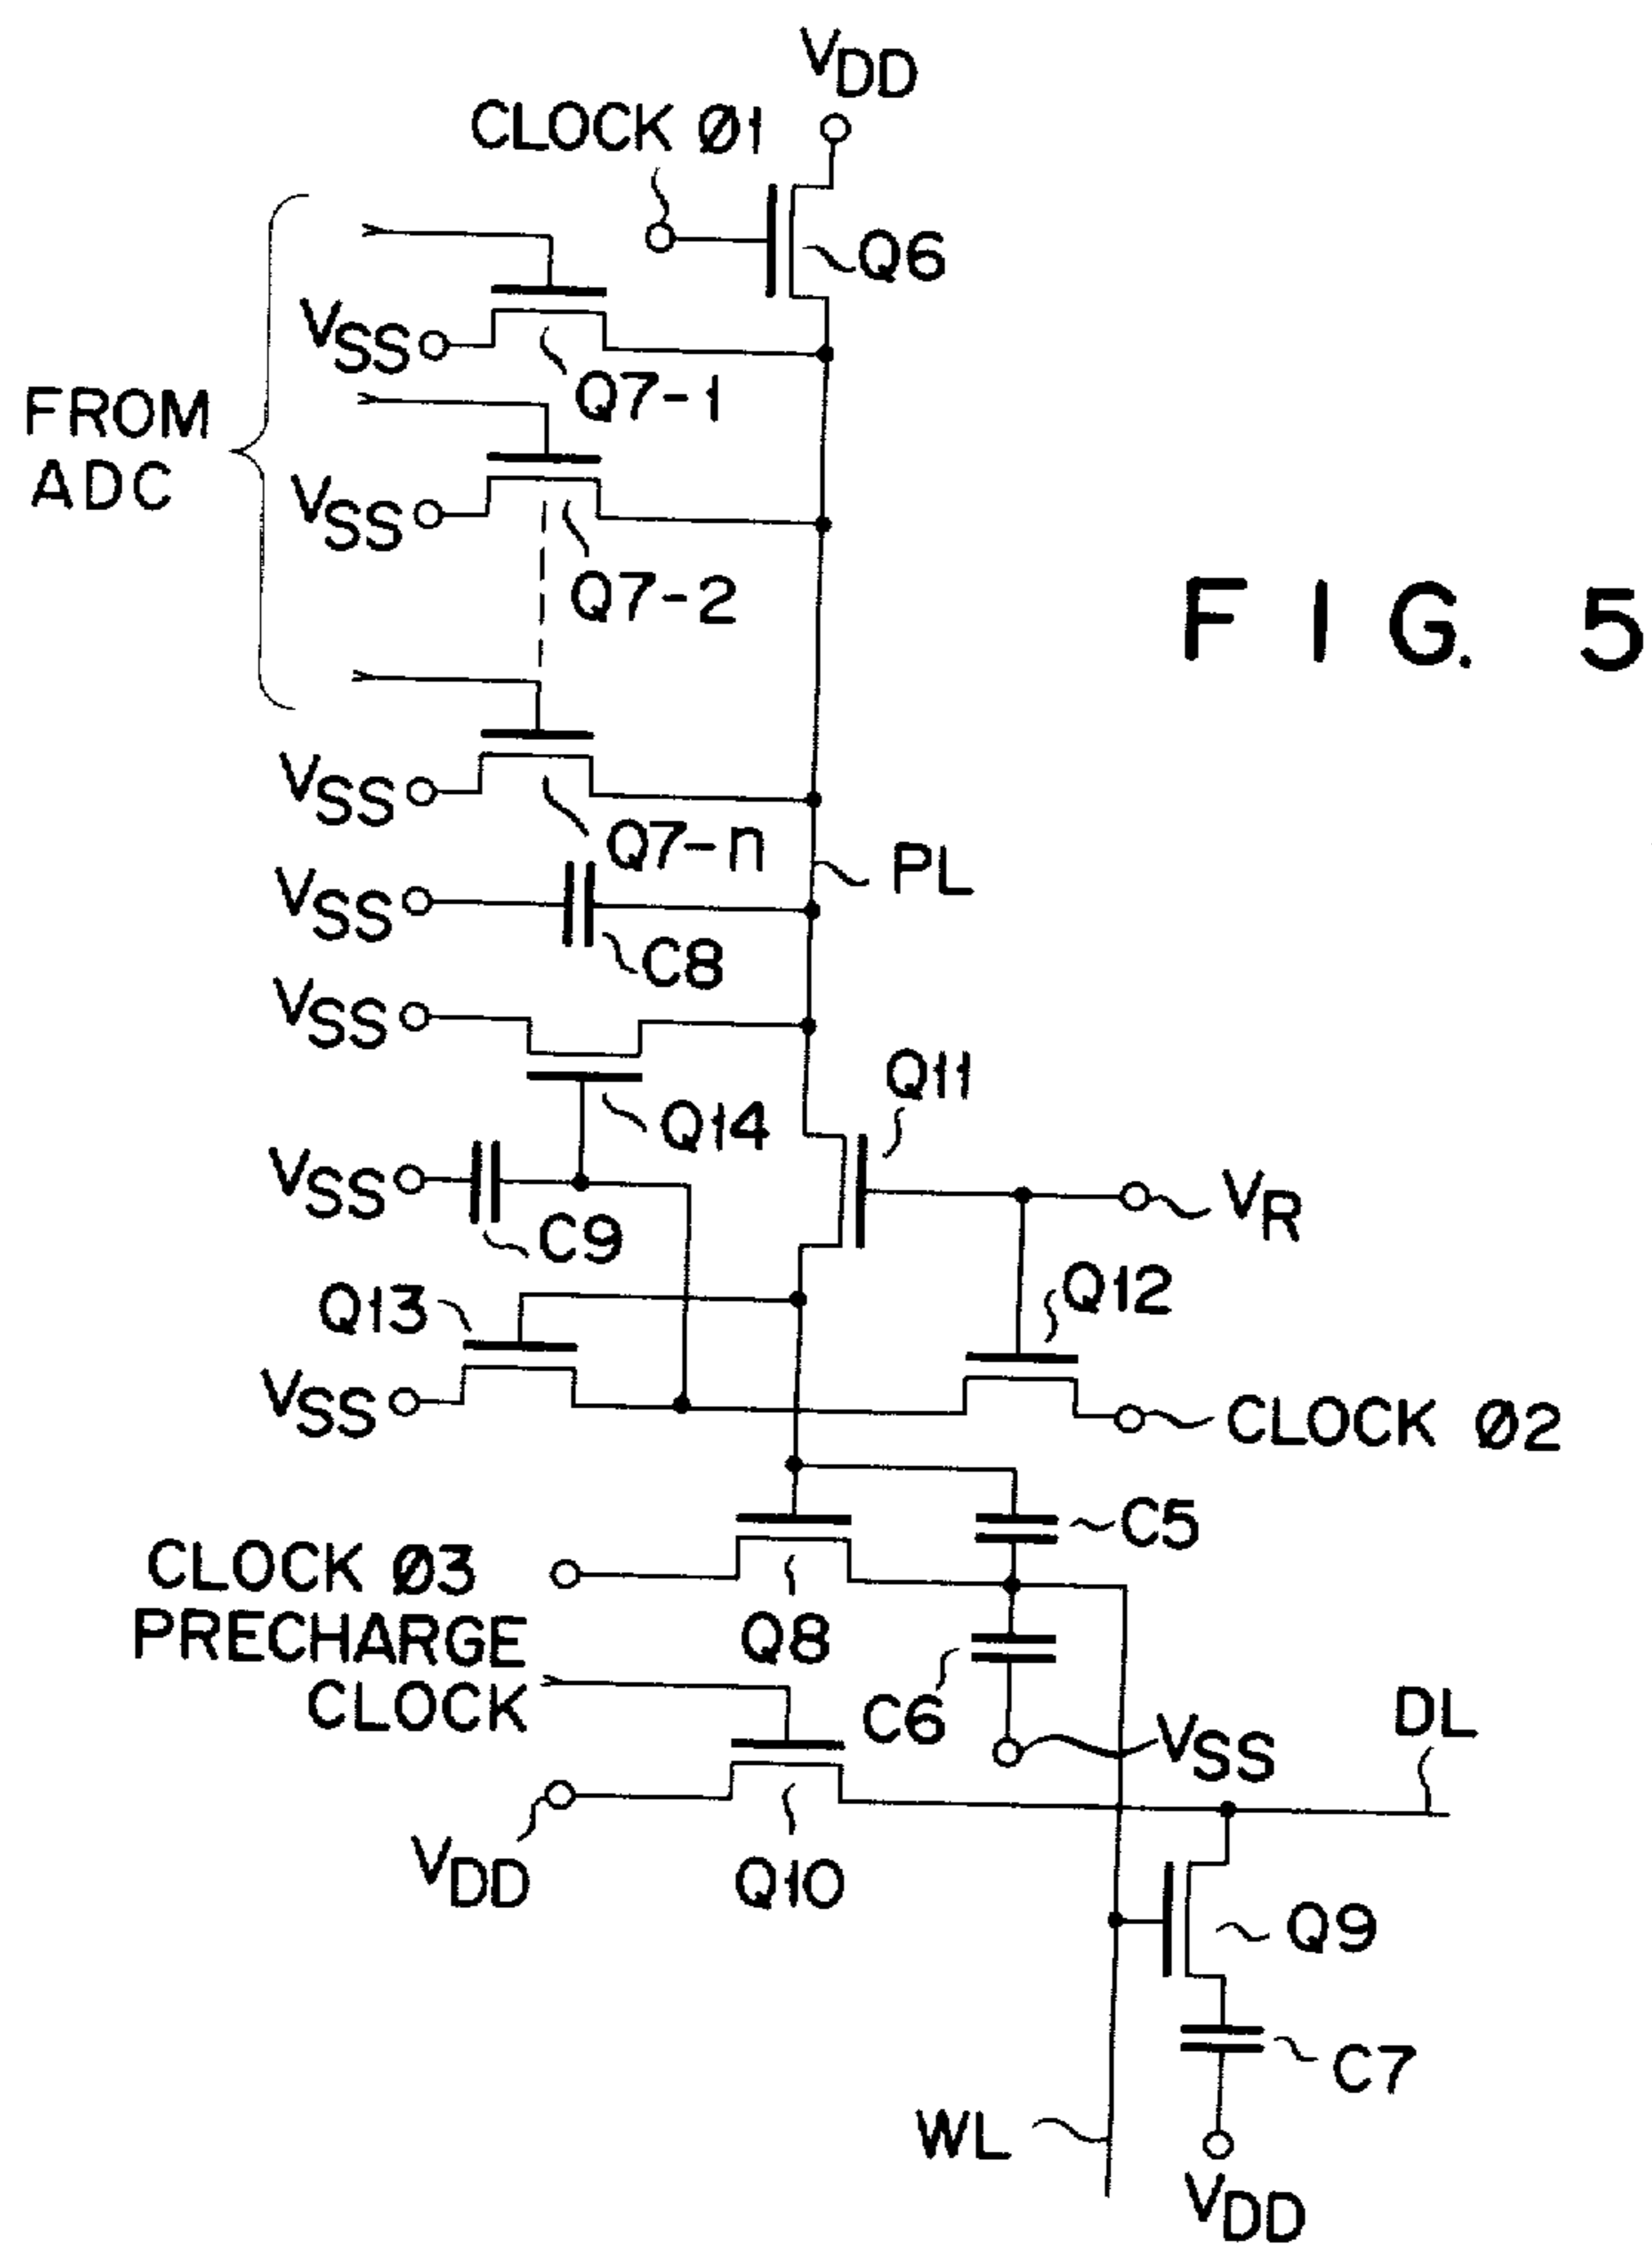 VDD
CLOCK Ø1
Q6
VSS
Q7-1
FROM
ADC
VSS
Q7-2
FIG. 5
VSS
Q7-n
PL
VSS
C8
VSS
Q11
Q14
VSS
C9
VR
Q13
Q12
VSS
CLOCK Ø2
C5
CLOCK Ø3
Q8
PRECHARGE
CLOCK
C6
VSS
DL
VDD
Q10
Q9
C7
WL
VDD